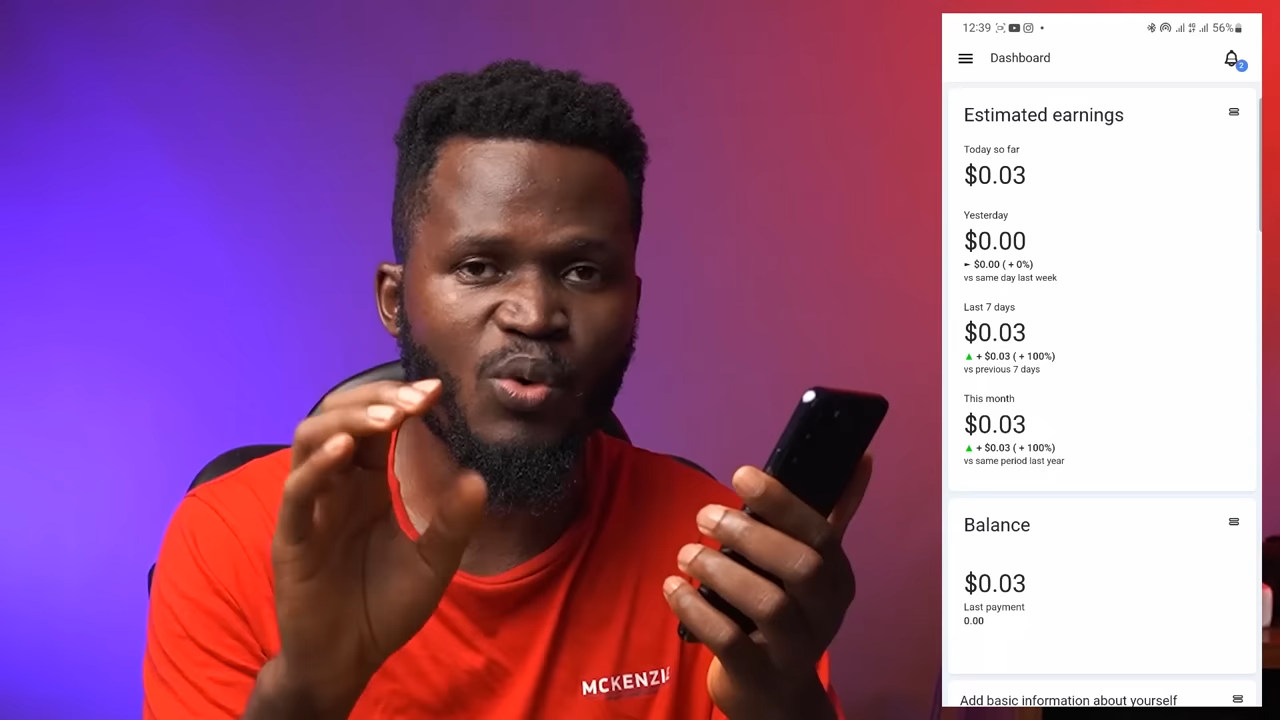 12:39
56%
Dashboard
2
Estimated earnings
Today so far
$0.03
Yesterday
$0.00
$0.00 ( + 0%)
vs same day last week
Last 7 days
$0.03
+ $0.03 ( + 100%)
vs previous 7 days
This month
$0.03
+ $0.03 ( + 100%)
vs same period last year
Balance
$0.03
Last payment
0.00
Add basic information about yourself
MCKENZI